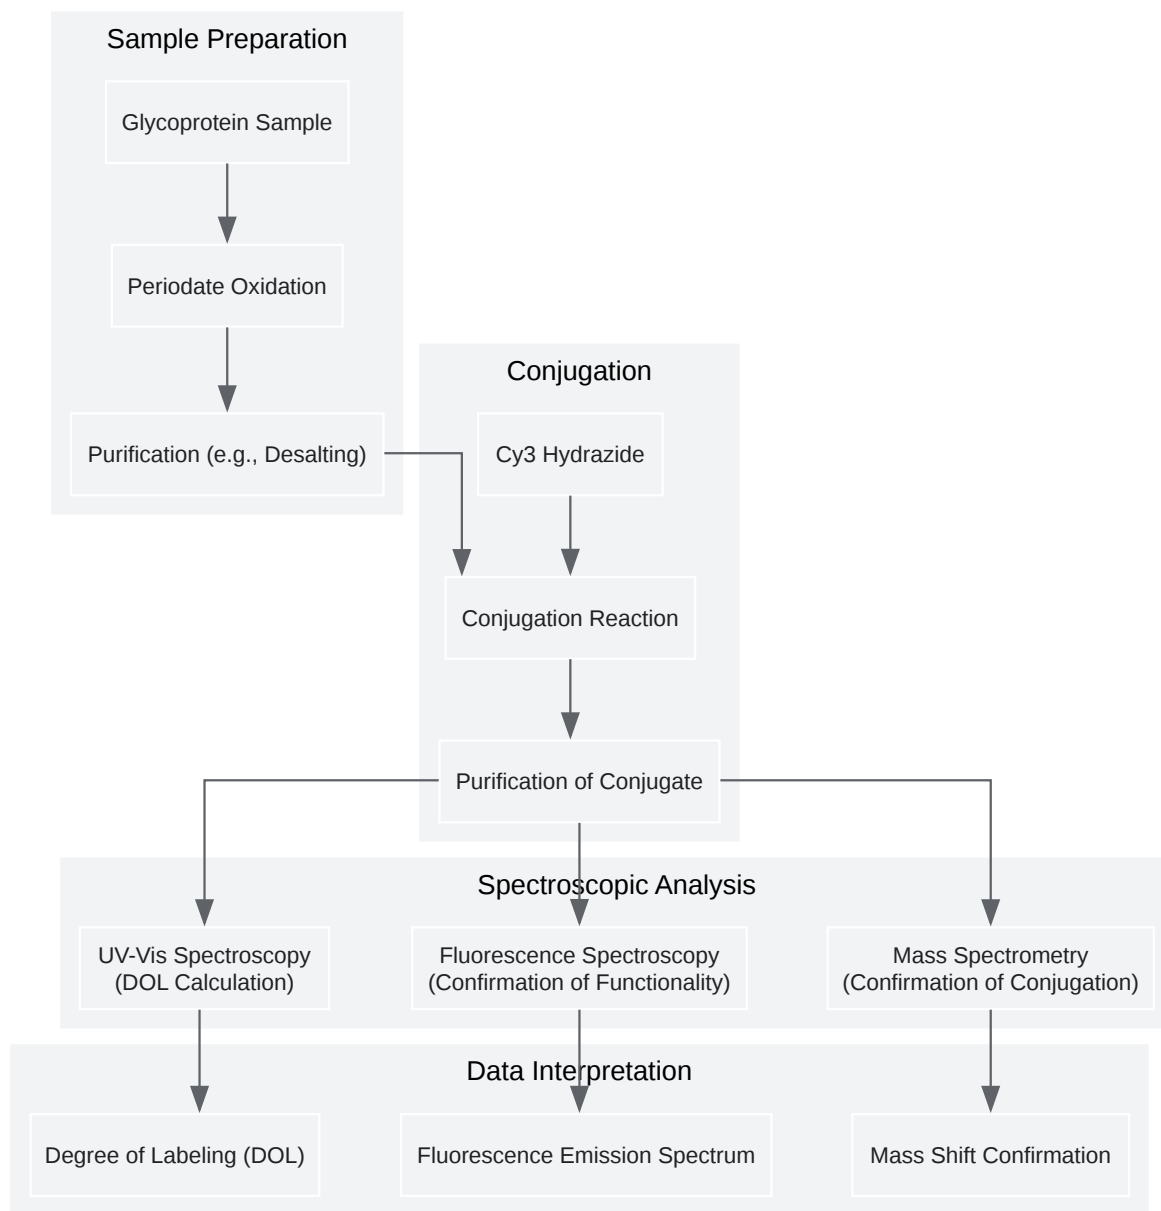 Sample Preparation
Glycoprotein Sample
Periodate Oxidation
Purification (e.g., Desalting)
Conjugation
Cy3 Hydrazide
Conjugation Reaction
Purification of Conjugate
Spectroscopic Analysis
UV-Vis Spectroscopy
(DOL Calculation)
Fluorescence Spectroscopy
(Confirmation of Functionality)
Mass Spectrometry
(Confirmation of Conjugation)
Data Interpretation
Degree of Labeling (DOL)
Fluorescence Emission Spectrum
Mass Shift Confirmation